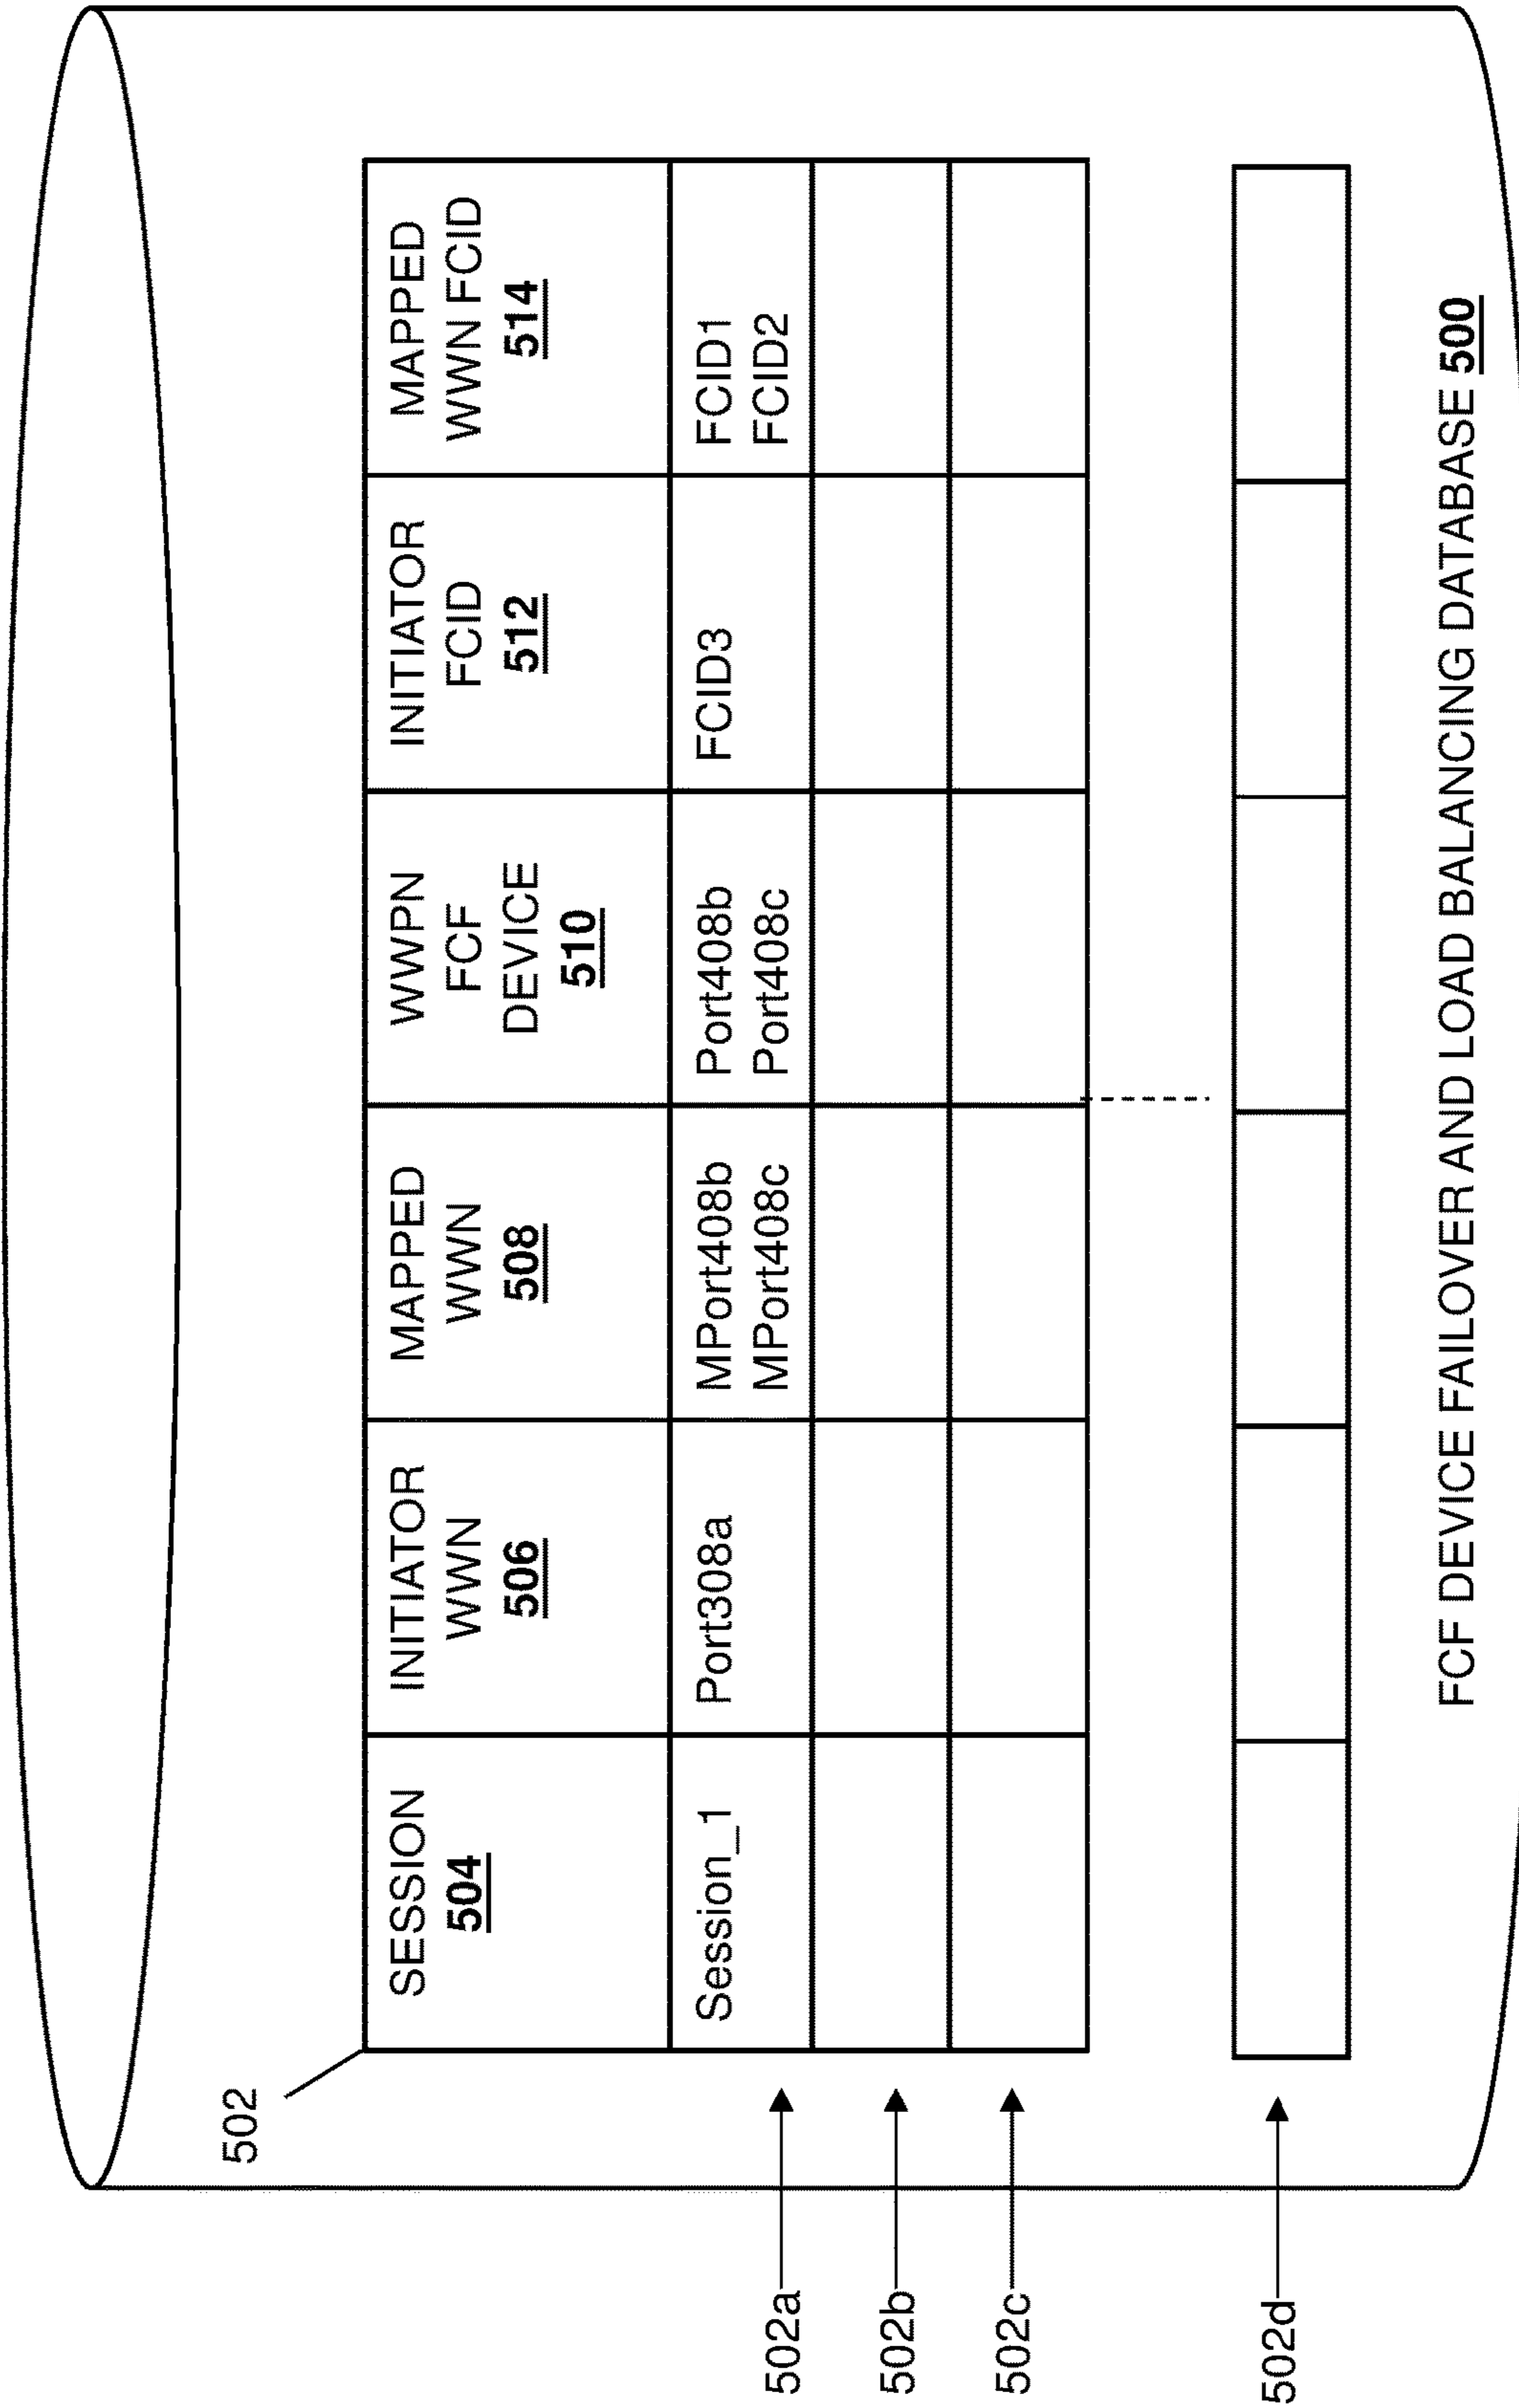 502
SESSION
504
INITIATOR
WWN
506
MAPPED
WWN
508
WWPN
FCF
DEVICE
510
INITIATOR
FCID
512
MAPPED
WWN FCID
514
502a
Session_1
Port308a
MPort408b
MPort408c
Port408b
Port408c
FCID3
FCID1
FCID2
502b
502c
502d
FCF DEVICE FAILOVER AND LOAD BALANCING DATABASE 500